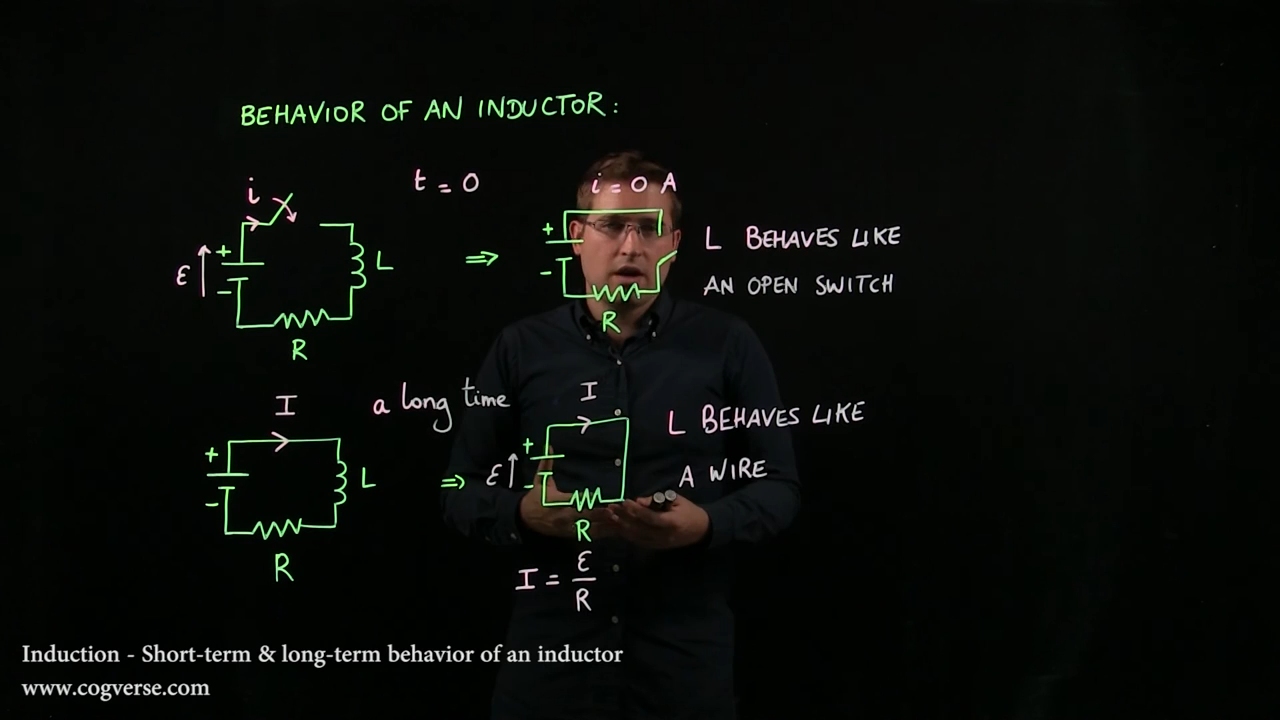 BEHAVIOR OF AN INDUCTOR:
t = 0
i = 0 A
i
+
ε
-
L
R
⇒
+
-
R
L BEHAVES LIKE
AN OPEN SWITCH
I
a long time
I
+
-
L
R
⇒
ε
+
-
R
L BEHAVES LIKE
A WIRE
I = ε/R
Induction - Short-term & long-term behavior of an inductor
www.cogverse.com